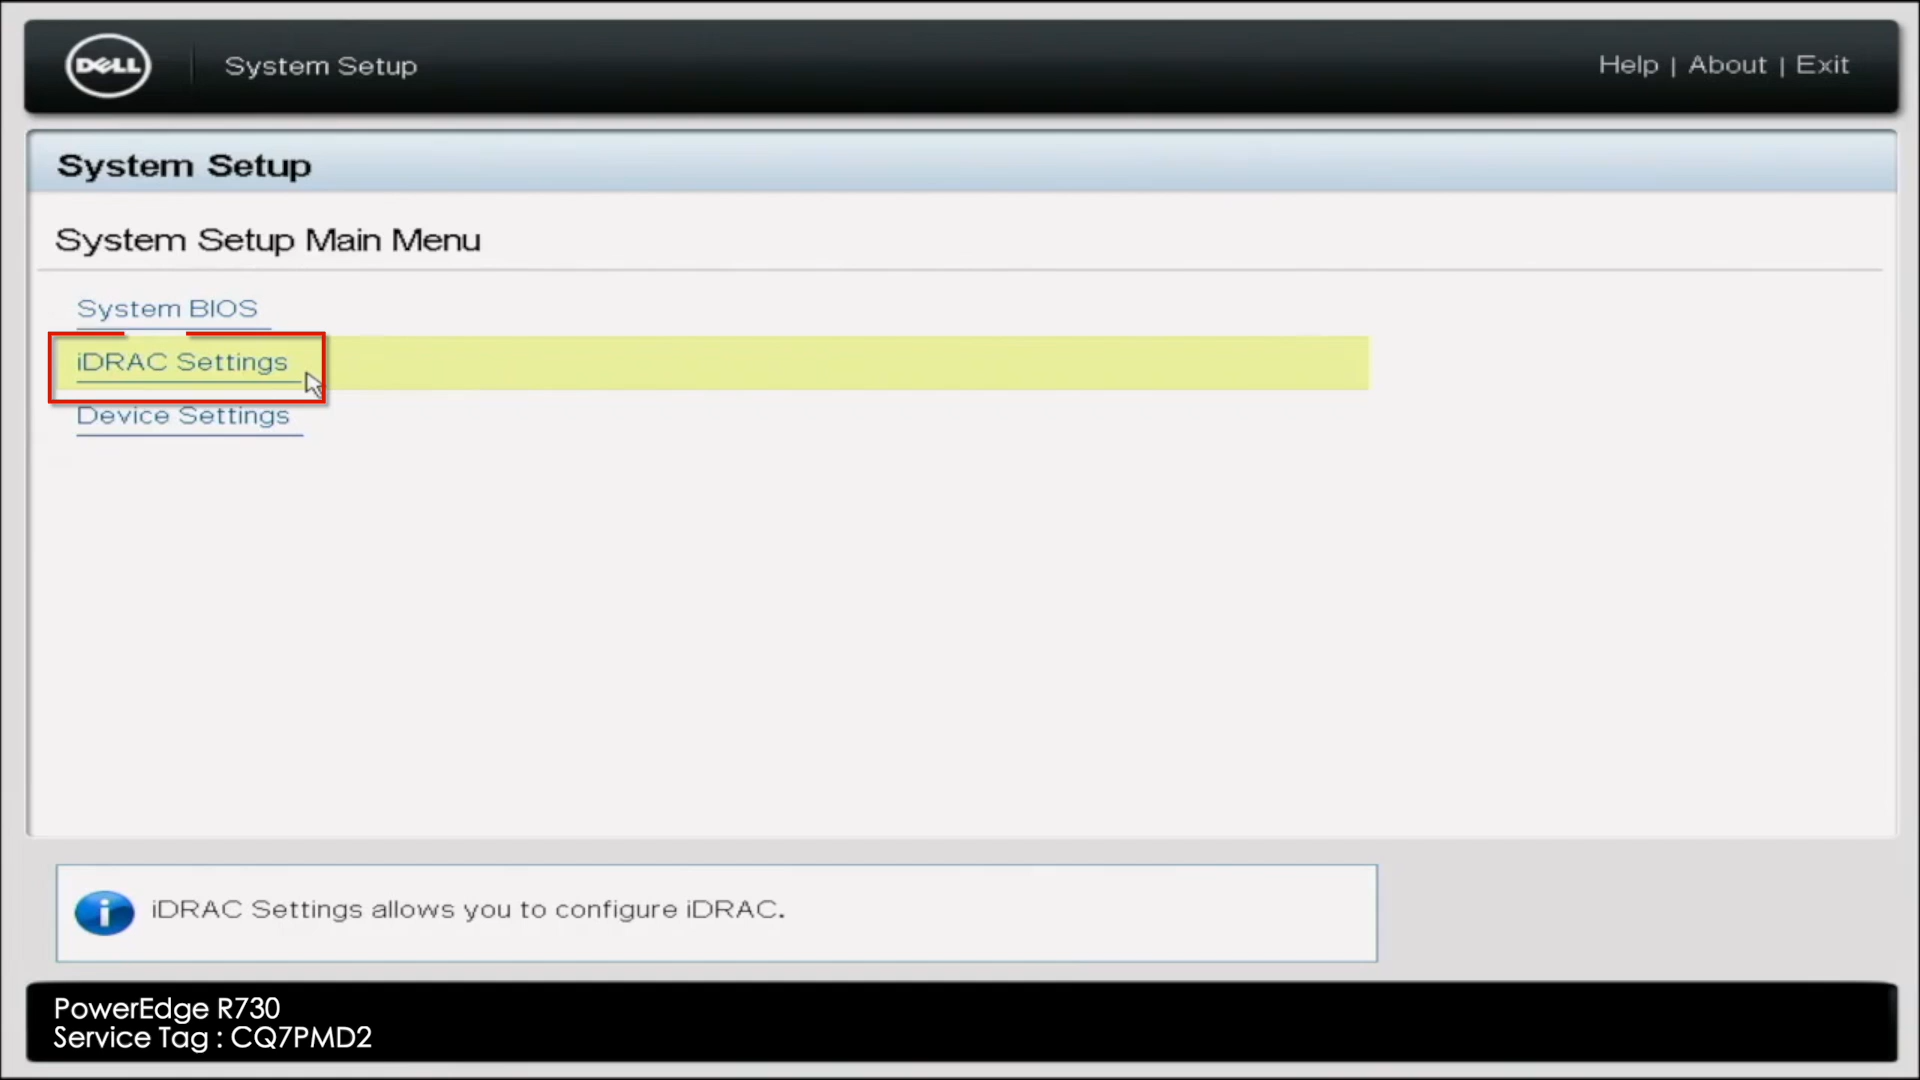 DELL
System Setup
Help | About | Exit
System Setup
System Setup Main Menu
System BIOS
iDRAC Settings
Device Settings
iDRAC Settings allows you to configure iDRAC.
PowerEdge R730
Service Tag : CQ7PMD2